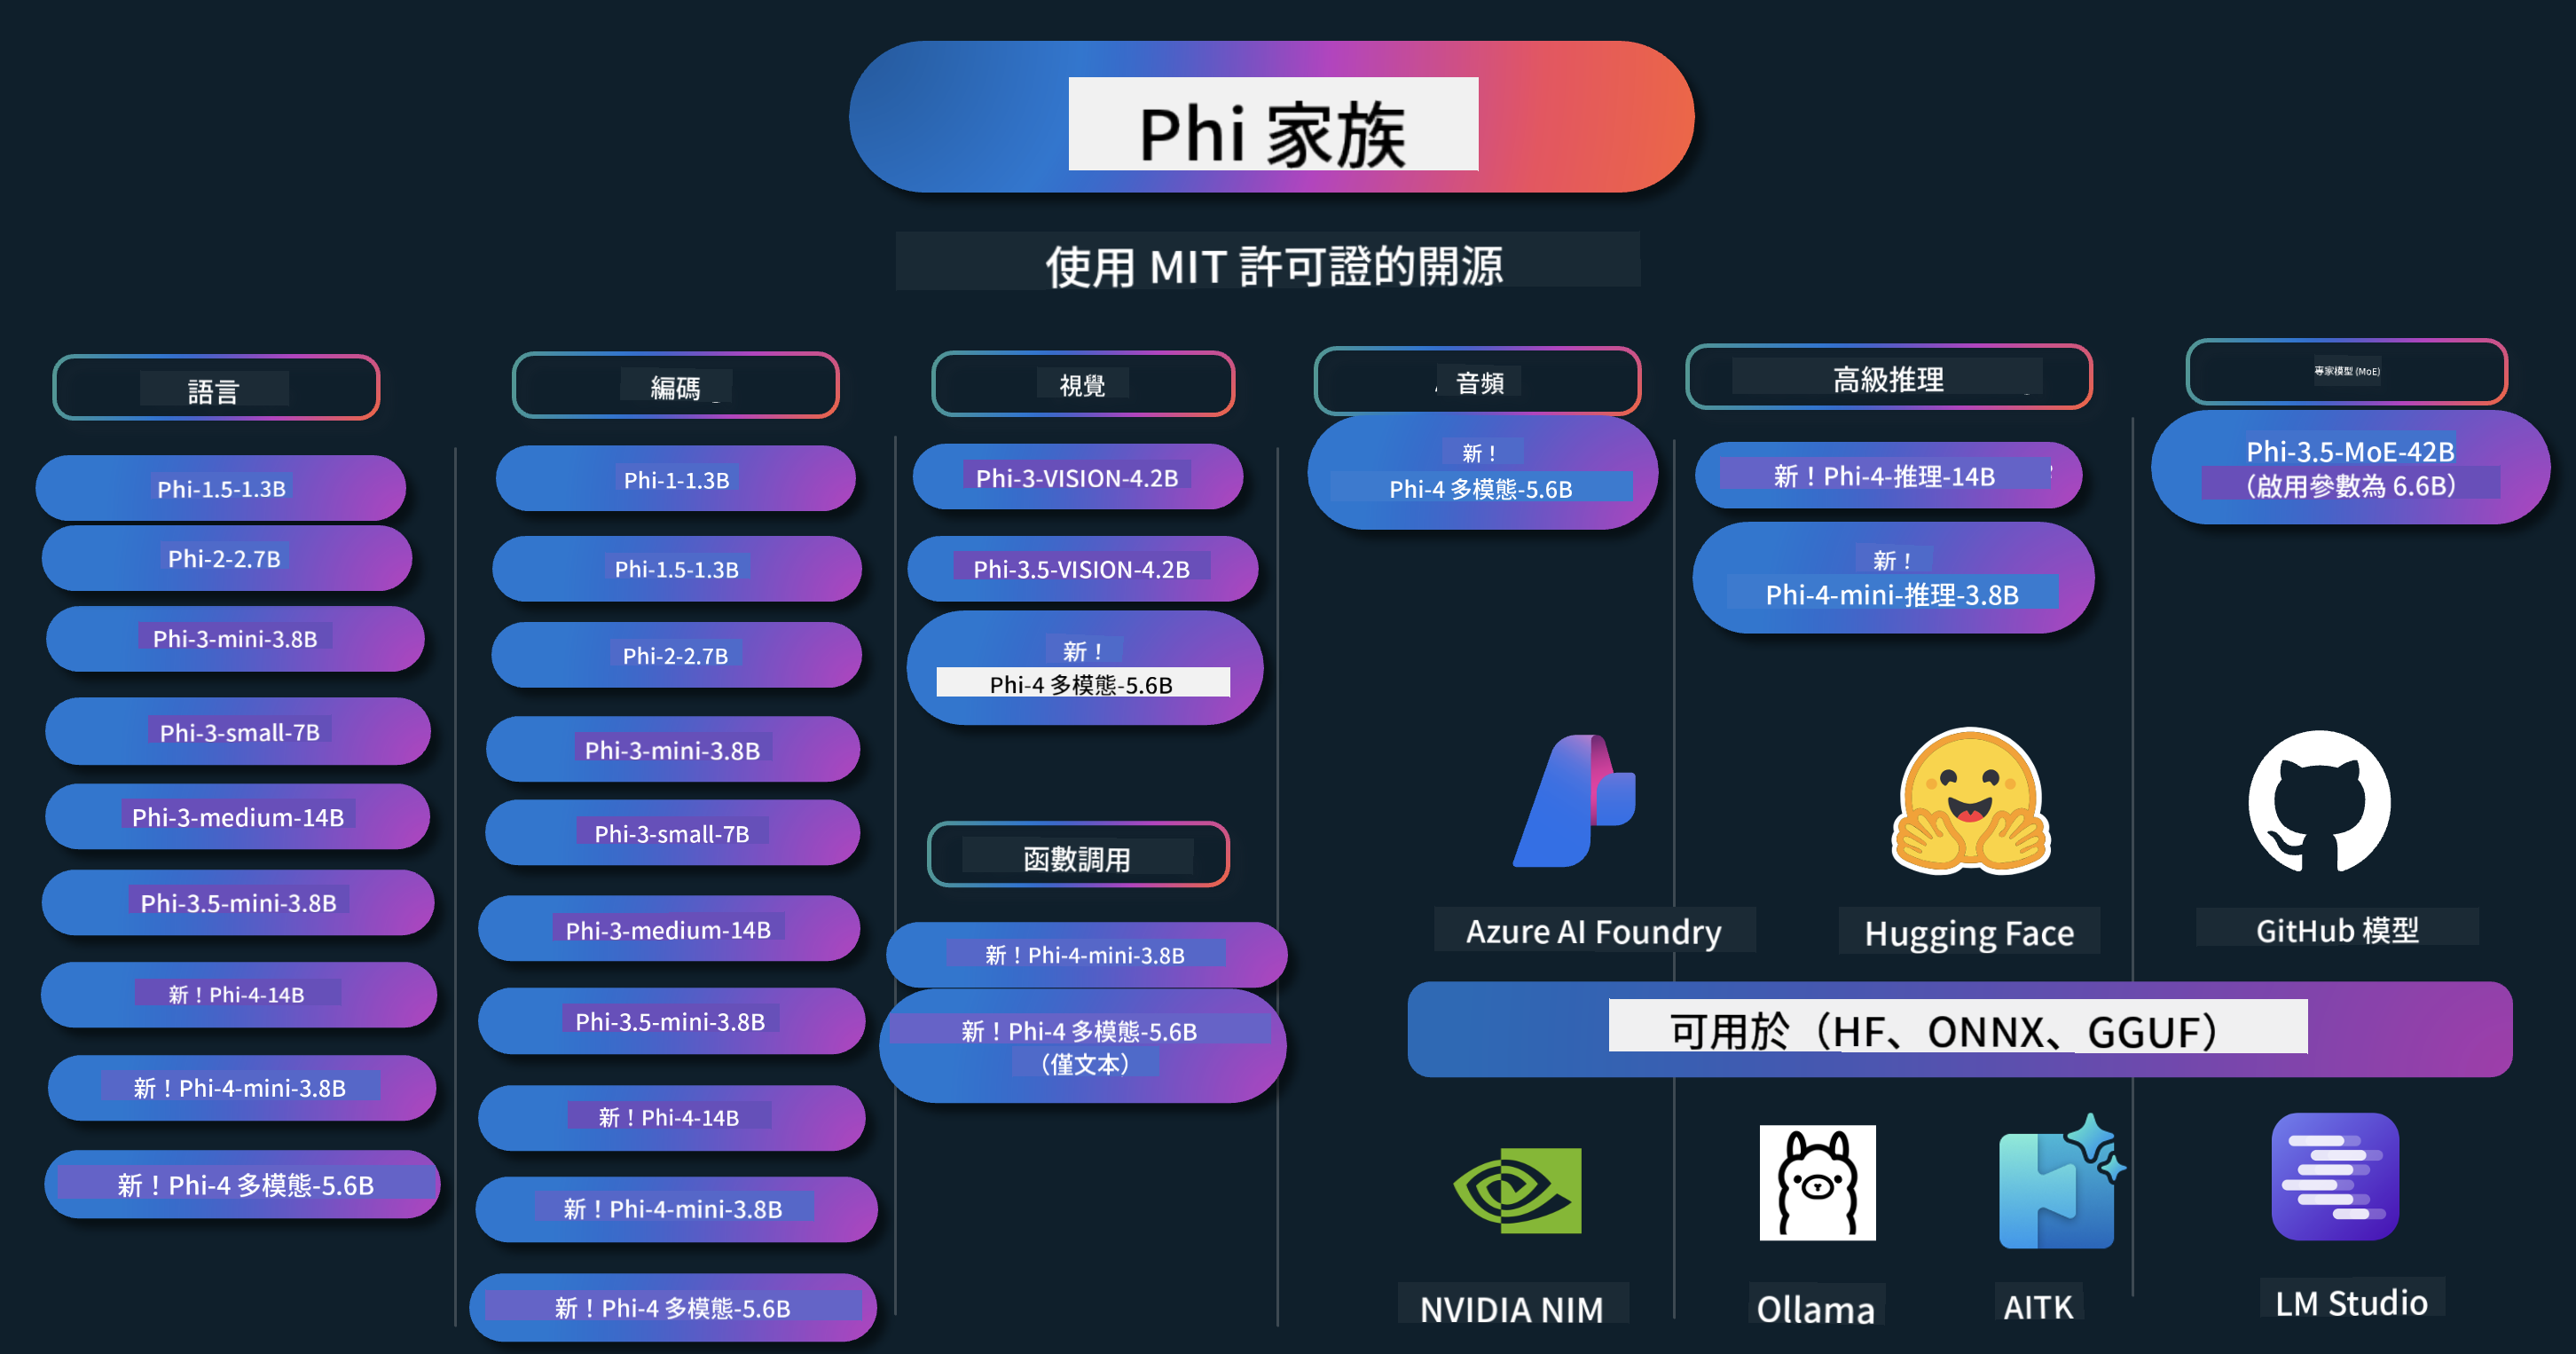 Phi 家族
使用 MIT 許可證的開源
語言
Phi-1.5-1.3B
Phi-2-2.7B
Phi-3-mini-3.8B
Phi-3-small-7B
Phi-3-medium-14B
Phi-3.5-mini-3.8B
新！Phi-4-14B
新！Phi-4-mini-3.8B
新！Phi-4 多模態-5.6B
編碼
Phi-1-1.3B
Phi-1.5-1.3B
Phi-2-2.7B
Phi-3-mini-3.8B
Phi-3-small-7B
Phi-3-medium-14B
Phi-3.5-mini-3.8B
新！Phi-4-14B
新！Phi-4-mini-3.8B
新！Phi-4 多模態-5.6B
視覺
Phi-3-VISION-4.2B
Phi-3.5-VISION-4.2B
新！
Phi-4 多模態-5.6B
函數調用
新！Phi-4-mini-3.8B
新！Phi-4 多模態-5.6B
（僅文本）
音頻
新！
Phi-4 多模態-5.6B
高級推理
新！Phi-4-推理-14B
新！
Phi-4-mini-推理-3.8B
專家模型 (MoE)
Phi-3.5-MoE-42B
（啟用參數為 6.6B）
Azure AI Foundry
Hugging Face
GitHub 模型
可用於（HF、ONNX、GGUF）
NVIDIA NIM
Ollama
AITK
LM Studio